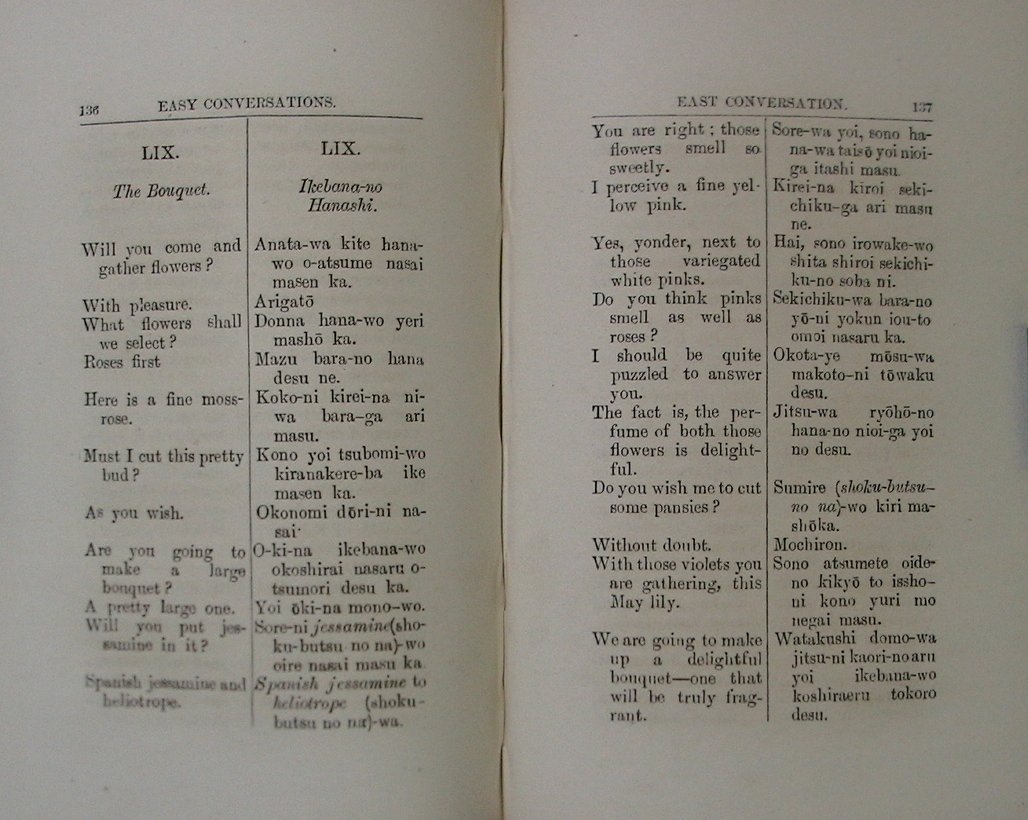 136 EASY CONVERSATIONS.
LIX.
The Bouquet.
Will you come and
gather flowers ?
With pleasure.
What flowers shall
we select ?
Roses first
Here is a fine moss-
rose.
Must I cut this pretty
bud ?
As you wish.
Are you going to
make a large
bouquet ?
A pretty large one.
Will you put jes-
samine in it ?
Spanish jessamine and
heliotrope.
LIX.
Ikebana-no
Hanashi.
Anata-wa kite hana-
wo o-atsume nasai
masen ka.
Arigatō
Donna hana-wo yeri
mashō ka.
Mazu bara-no hana
desu ne.
Koko-ni kirei-na ni-
wa bara-ga ari
masu.
Kono yoi tsubomi-wo
kiranakere-ba ike
masen ka.
Okonomi dōri-ni na-
sai·
O-ki-na ikebana-wo
okoshirai nasaru o-
tsumori desu ka.
Yoi ōki-na mono-wo.
Sore-ni jessamine(sho-
ku-butsu no na)-wo
oire nasai masu ka
Spanish jessamine to
heliotrope (shoku-
butsu no na)-wa.
EAST CONVERSATION. 137
You are right ; those
flowers smell so
sweetly.
I perceive a fine yel-
low pink.
Yes, yonder, next to
those variegated
white pinks.
Do you think pinks
smell as well as
roses ?
I should be quite
puzzled to answer
you.
The fact is, the per-
fume of both those
flowers is delight-
ful.
Do you wish me to cut
some pansies ?
Without doubt.
With those violets you
are gathering, this
May lily.
We are going to make
up a delightful
bouquet—one that
will be truly frag-
rant.
Sore-wa yoi, sono ha-
na-wa taisō yoi nioi-
ga itashi masu.
Kirei-na kiroi seki-
chiku-ga ari masu
ne.
Hai, sono irowake-wo
shita shiroi sekichi-
ku-no soba ni.
Sekichiku-wa bara-no
yō-ni yokun iou-to
omoi nasaru ka.
Okota-ye mōsu-wa
makoto-ni tōwaku
desu.
Jitsu-wa ryōhō-no
hana-no nioi-ga yoi
no desu.
Sumire (shoku-butsu-
no na)-wo kiri ma-
shōka.
Mochiron.
Sono atsumete oide-
no kikyō to issho-
ni kono yuri mo
negai masu.
Watakushi domo-wa
jitsu-ni kaori-no aru
yoi ikebana-wo
koshiraeru tokoro
desu.